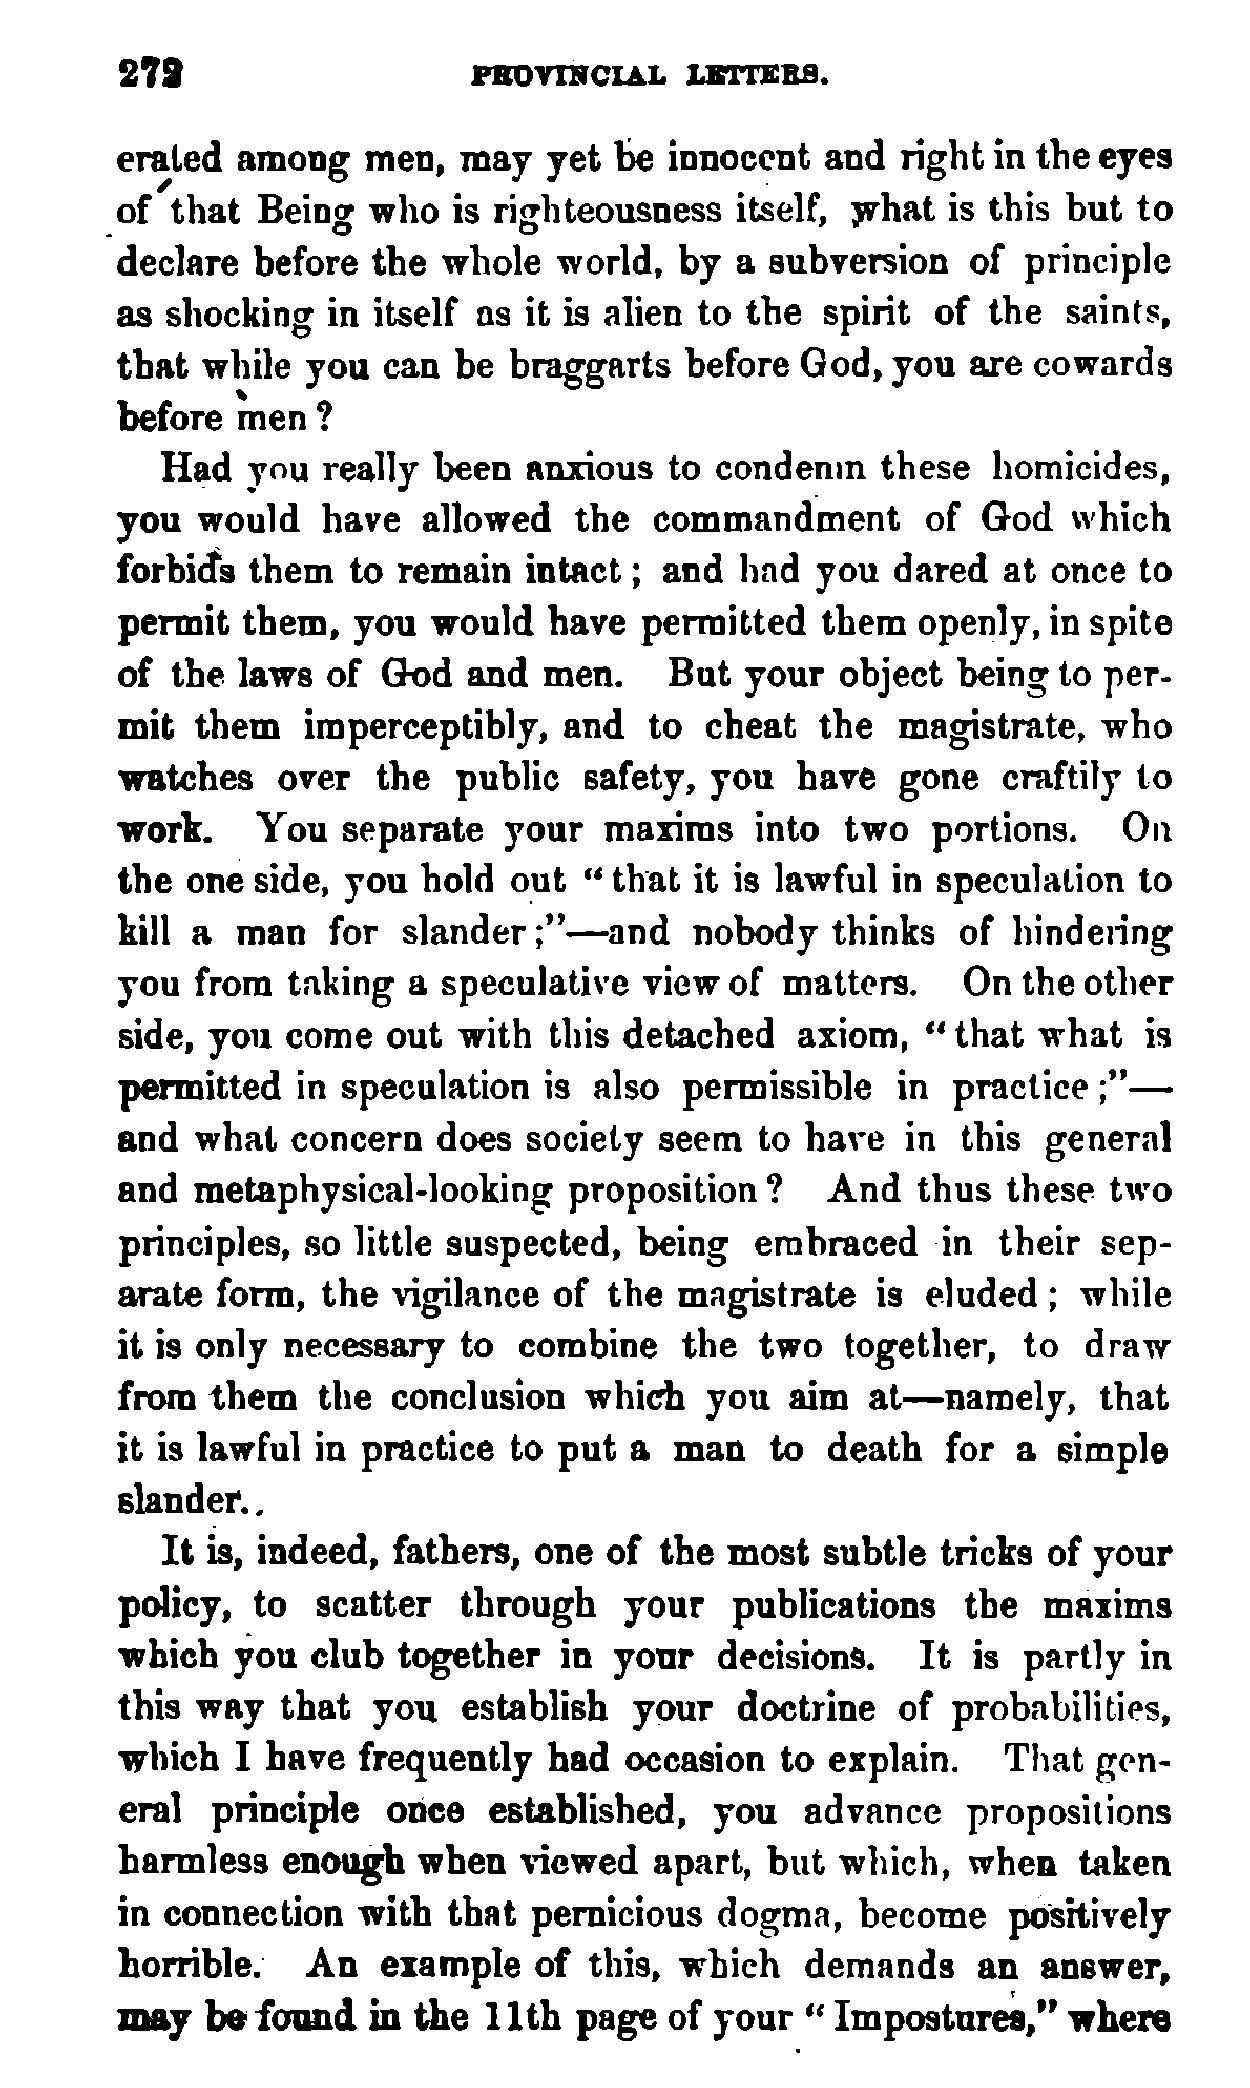 272 PROVINCIAL LETTERS.
erated among men, may yet be innocent and right in the eyes
of that Being who is righteousness itself, what is this but to
declare before the whole world, by a subversion of principle
as shocking in itself as it is alien to the spirit of the saints,
that while you can be braggarts before God, you are cowards
before men ?
Had you really been anxious to condemn these homicides,
you would have allowed the commandment of God which
forbids them to remain intact ; and had you dared at once to
permit them, you would have permitted them openly, in spite
of the laws of God and men. But your object being to per-
mit them imperceptibly, and to cheat the magistrate, who
watches over the public safety, you have gone craftily to
work. You separate your maxims into two portions. On
the one side, you hold out “ that it is lawful in speculation to
kill a man for slander ;”—and nobody thinks of hindering
you from taking a speculative view of matters. On the other
side, you come out with this detached axiom, “ that what is
permitted in speculation is also permissible in practice ;”—
and what concern does society seem to have in this general
and metaphysical-looking proposition ? And thus these two
principles, so little suspected, being embraced in their sep-
arate form, the vigilance of the magistrate is eluded ; while
it is only necessary to combine the two together, to draw
from them the conclusion which you aim at—namely, that
it is lawful in practice to put a man to death for a simple
slander.
It is, indeed, fathers, one of the most subtle tricks of your
policy, to scatter through your publications the maxims
which you club together in your decisions. It is partly in
this way that you establish your doctrine of probabilities,
which I have frequently had occasion to explain. That gen-
eral principle once established, you advance propositions
harmless enough when viewed apart, but which, when taken
in connection with that pernicious dogma, become positively
horrible. An example of this, which demands an answer,
may be found in the 11th page of your “ Impostures,” where